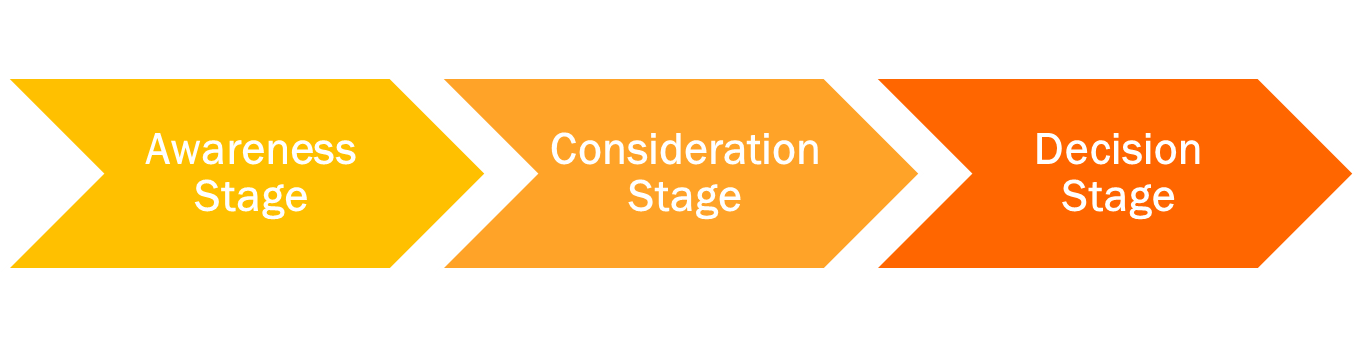 Awareness
Stage
Consideration
Stage
Decision
Stage